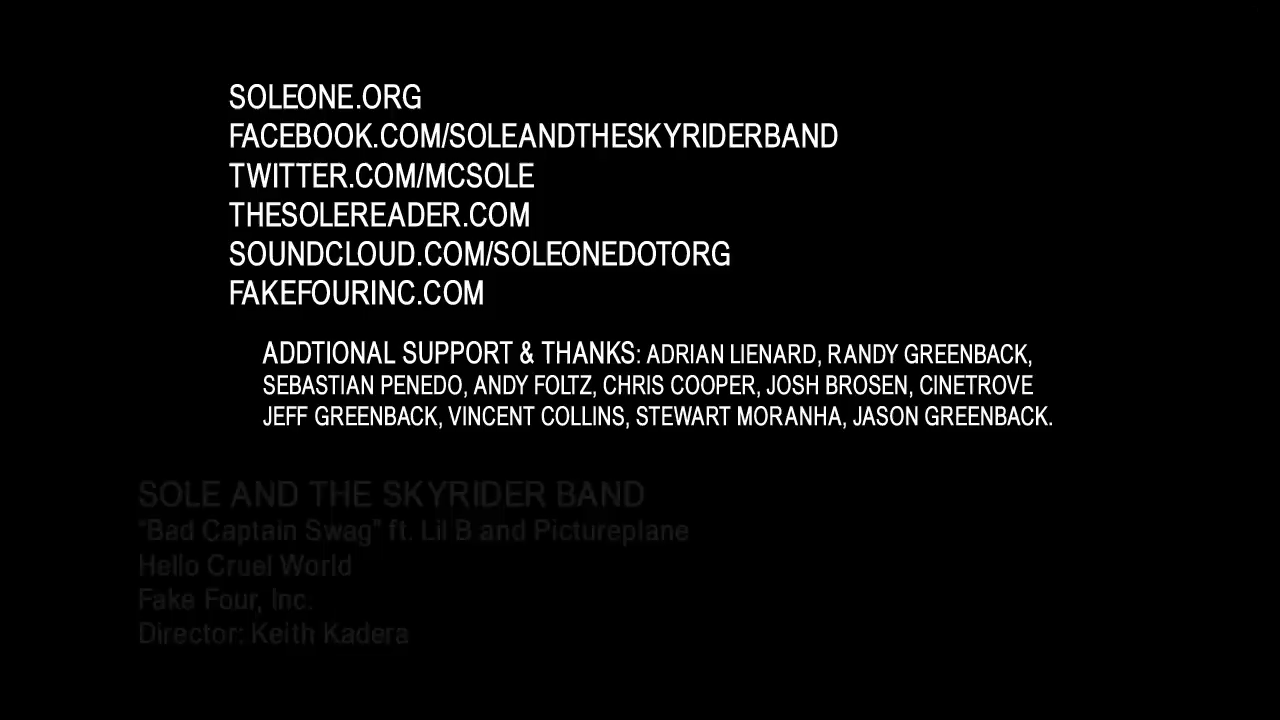 SOLEONE.ORG
FACEBOOK.COM/SOLEANDTHESKYRIDERBAND
TWITTER.COM/MCSOLE
THESOLEREADER.COM
SOUNDCLOUD.COM/SOLEONEDOTORG
FAKEFOURINC.COM
ADDTIONAL SUPPORT & THANKS: ADRIAN LIENARD, RANDY GREENBACK,
SEBASTIAN PENEDO, ANDY FOLTZ, CHRIS COOPER, JOSH BROSEN, CINETROVE
JEFF GREENBACK, VINCENT COLLINS, STEWART MORANHA, JASON GREENBACK.
SOLE AND THE SKYRIDER BAND
"Bad Captain Swag" ft. Lil B and Pictureplane
Hello Cruel World
Fake Four, Inc.
Director: Keith Kadera